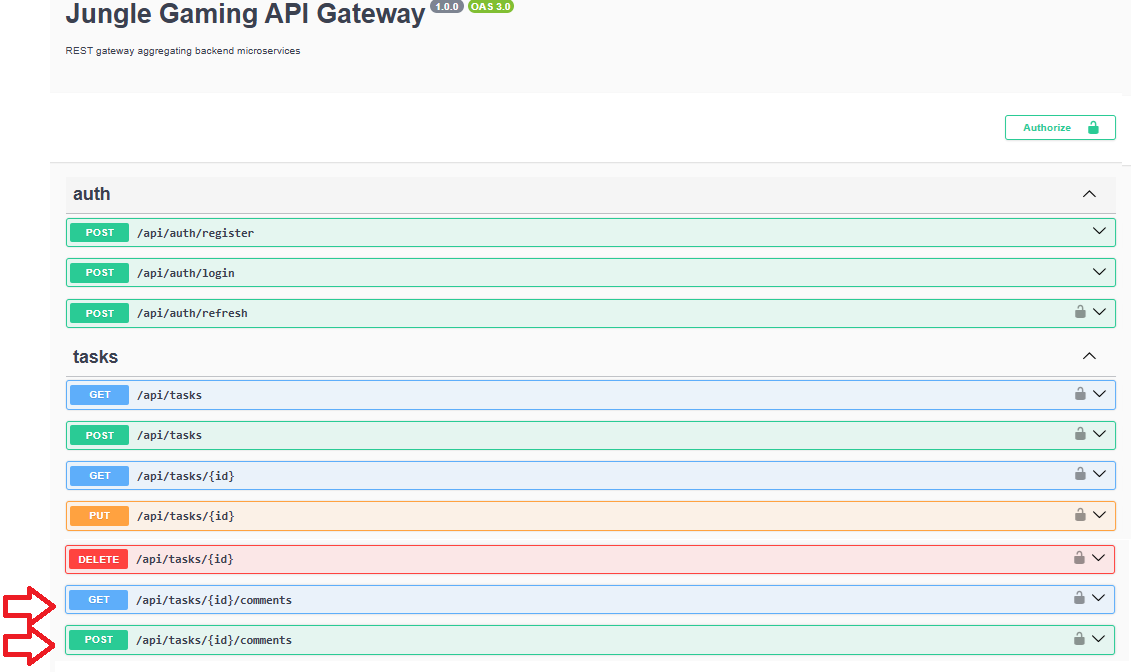 Jungle Gaming API Gateway 1.0.0 OAS 3.0
REST gateway aggregating backend microservices
Authorize
auth
POST /api/auth/register
POST /api/auth/login
POST /api/auth/refresh
tasks
GET /api/tasks
POST /api/tasks
GET /api/tasks/{id}
PUT /api/tasks/{id}
DELETE /api/tasks/{id}
GET /api/tasks/{id}/comments
POST /api/tasks/{id}/comments